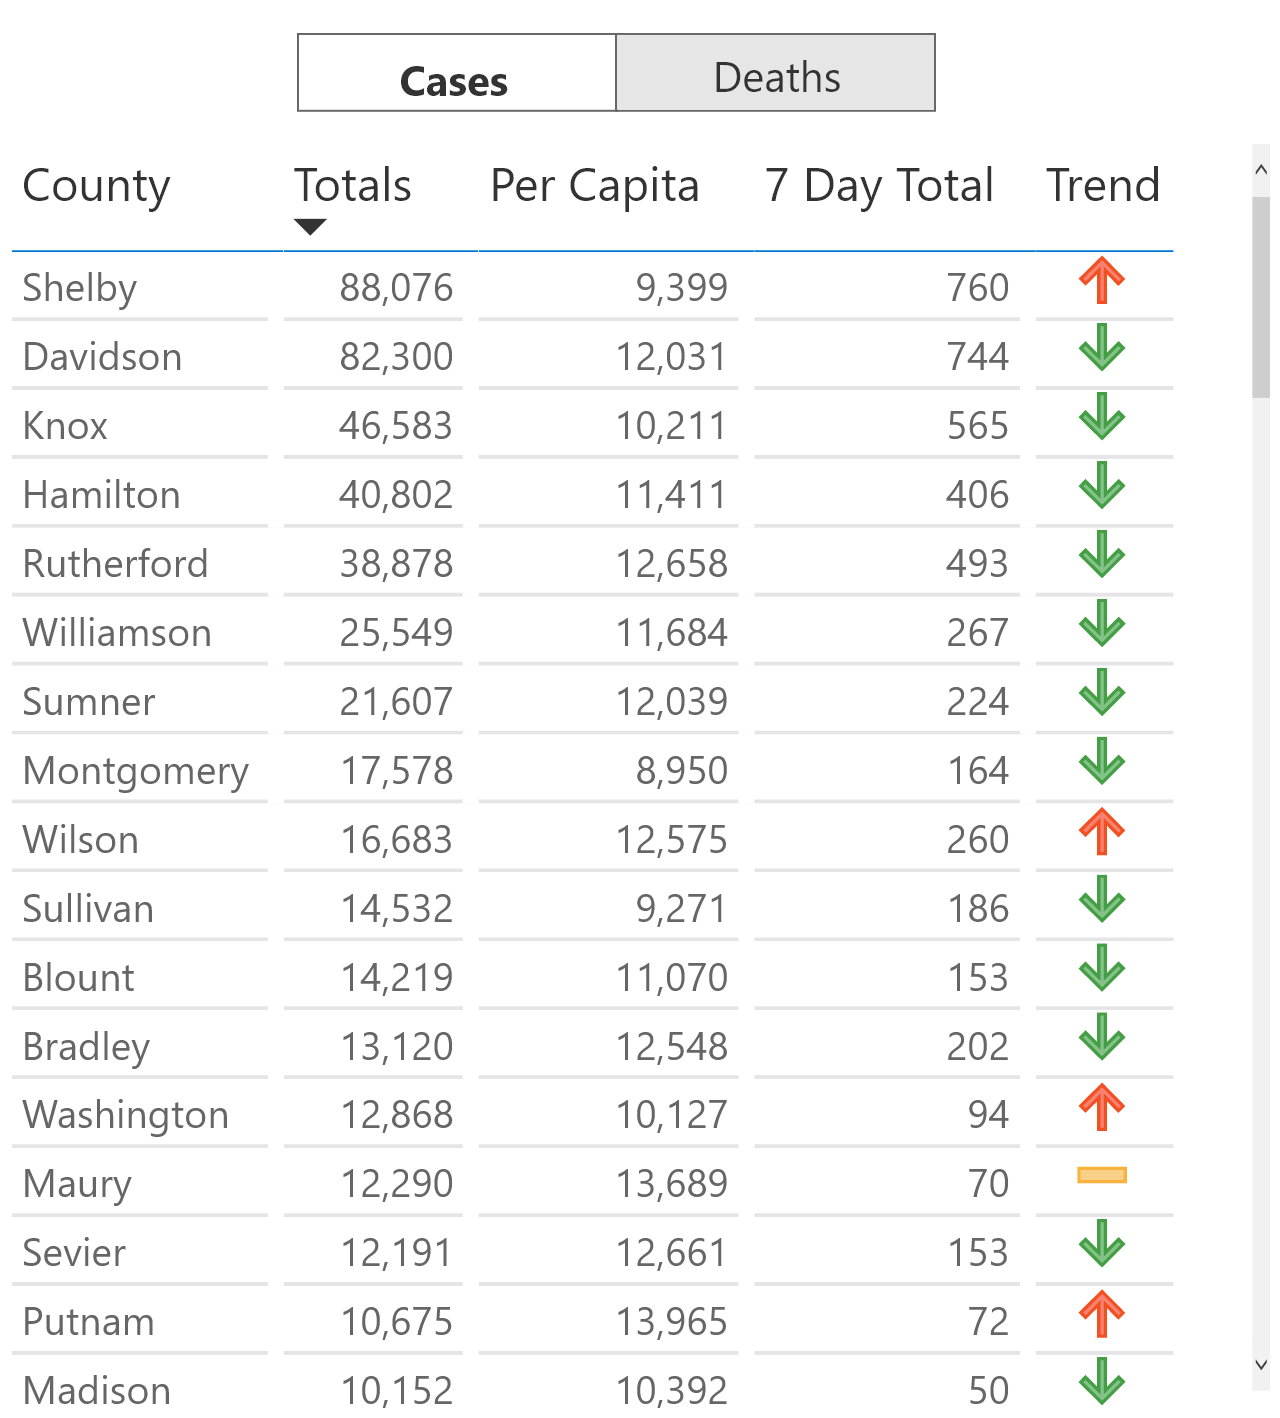 Cases Deaths
County Totals Per Capita 7 Day Total Trend
Shelby 88,076 9,399 760
Davidson 82,300 12,031 744
Knox 46,583 10,211 565
Hamilton 40,802 11,411 406
Rutherford 38,878 12,658 493
Williamson 25,549 11,684 267
Sumner 21,607 12,039 224
Montgomery 17,578 8,950 164
Wilson 16,683 12,575 260
Sullivan 14,532 9,271 186
Blount 14,219 11,070 153
Bradley 13,120 12,548 202
Washington 12,868 10,127 94
Maury 12,290 13,689 70
Sevier 12,191 12,661 153
Putnam 10,675 13,965 72
Madison 10,152 10,392 50